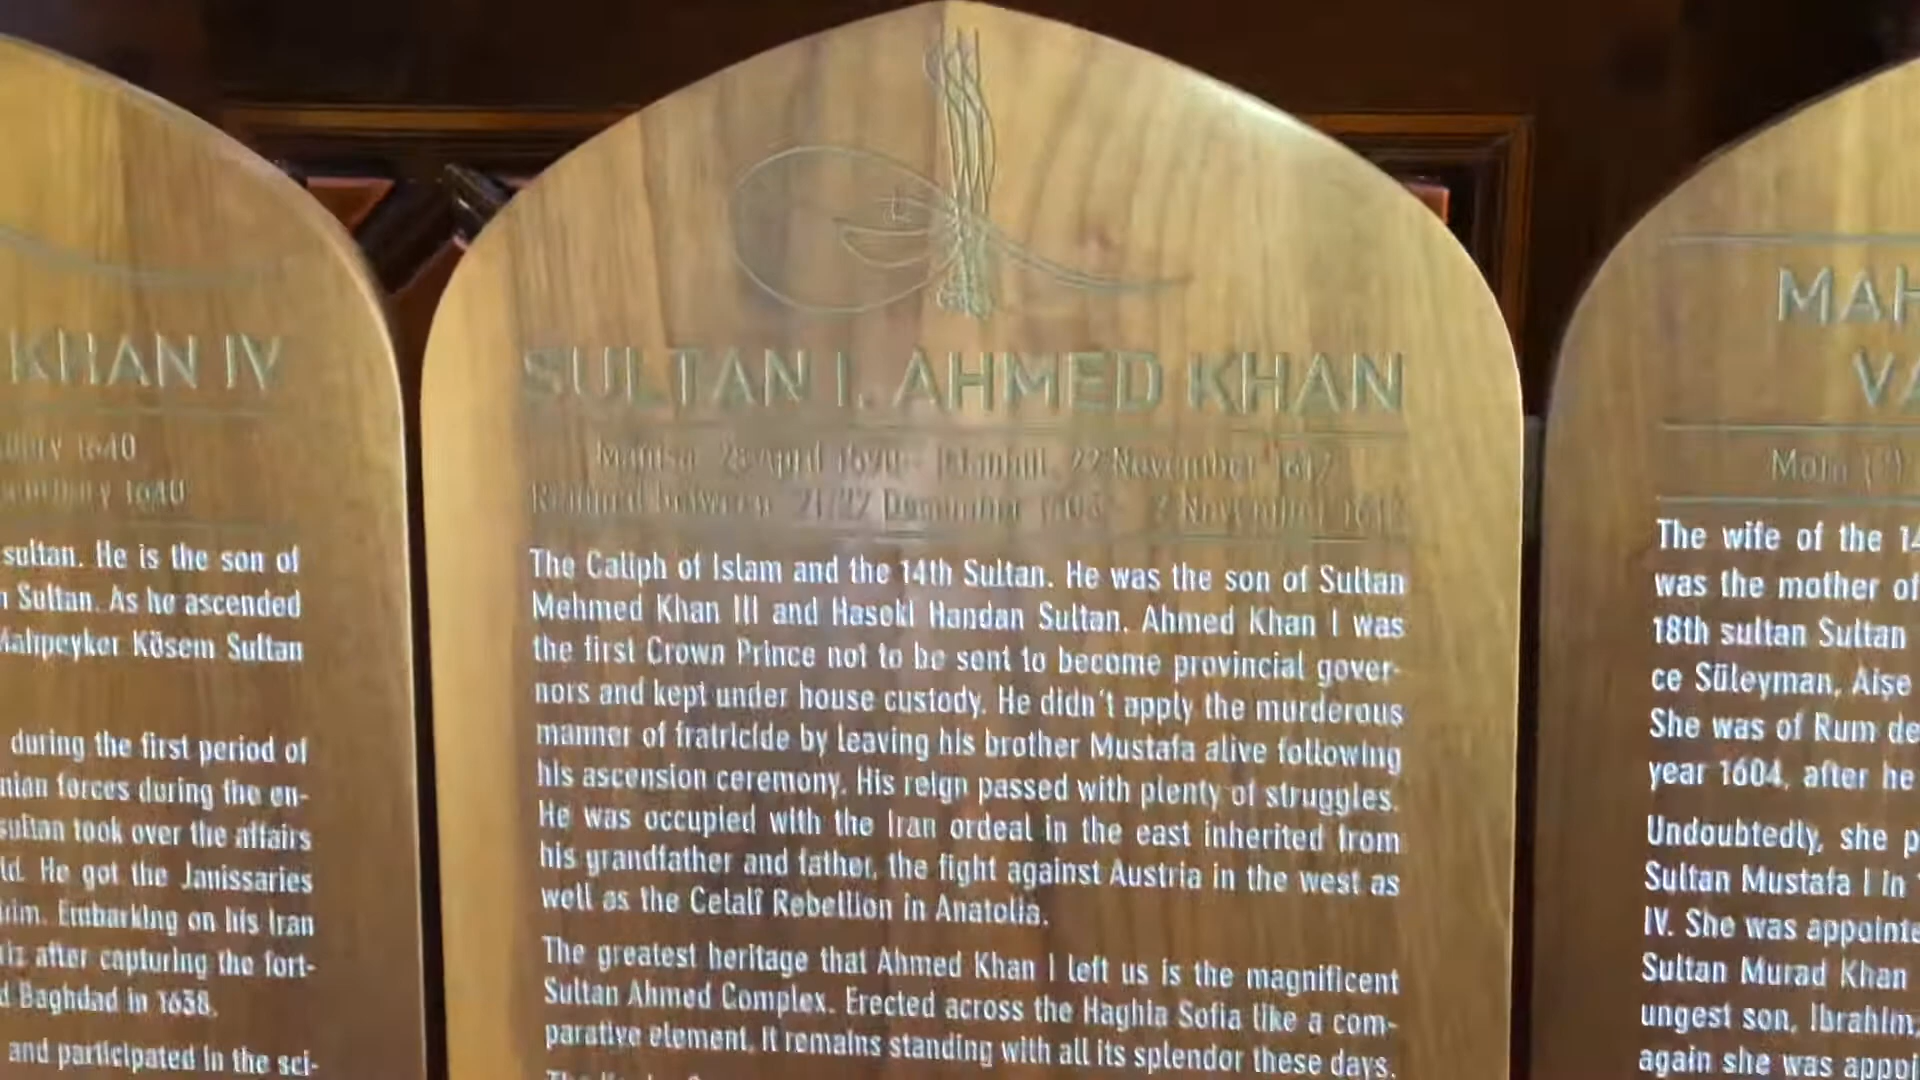 KHAN IV
1640
1640
sultan. He is the son of
Sultan. As he ascended
Mahpeyker Kösem Sultan
during the first period of
forces during the en-
sultan took over the affairs
He got the Janissaries
Embarking on his Iran
after capturing the fort-
Baghdad in 1638.
and participated in the sci-
SULTAN I. AHMED KHAN
Manisa, April November
Reigned between 21/22 November
The Caliph of Islam and the 14th Sultan. He was the son of Sultan
Mehmed Khan III and Haseki Handan Sultan. Ahmed Khan I was
the first Crown Prince not to be sent to become provincial gover-
nors and kept under house custody. He didn't apply the murderous
manner of fratricide by leaving his brother Mustafa alive following
his ascension ceremony. His reign passed with plenty of struggles.
He was occupied with the Iran ordeal in the east inherited from
his grandfather and father, the fight against Austria in the west as
well as the Celalî Rebellion in Anatolia.
The greatest heritage that Ahmed Khan I left us is the magnificent
Sultan Ahmed Complex. Erected across the Haghia Sofia like a com-
parative element, it remains standing with all its splendor these days.
MAH
VA
(?)
The wife of the 14
was the mother of
18th sultan Sultan
ce Süleyman, Aişe
She was of Rum de
year 1604, after he
Undoubtedly, she p
Sultan Mustafa I in
IV. She was appointe
Sultan Murad Khan
ungest son, Ibrahim,
again she was appoi